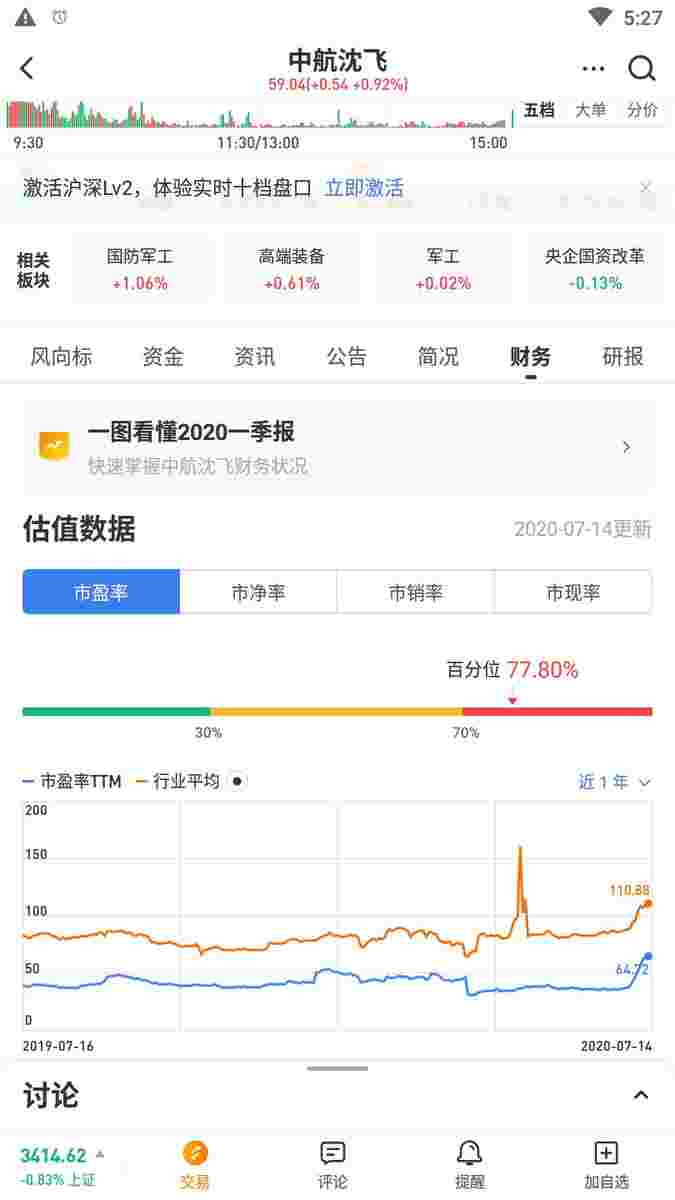 5:27
中航沈飞
59.04(+0.54 +0.92%)
五档 大单 分价
9:30 11:30/13:00 15:00
激活沪深Lv2，体验实时十档盘口 立即激活
相关板块
国防军工 高端装备 军工 央企国资改革
+1.06% +0.61% +0.02% -0.13%
风向标 资金 资讯 公告 简况 财务 研报
一图看懂2020一季报
快速掌握中航沈飞财务状况
估值数据 2020-07-14更新
市盈率 市净率 市销率 市现率
百分位 77.80%
30% 70%
市盈率TTM 行业平均 近1年
200
150
100
50
0
110.88
64.72
2019-07-16 2020-07-14
讨论
3414.62
-0.83% 上证
交易 评论 提醒 加自选